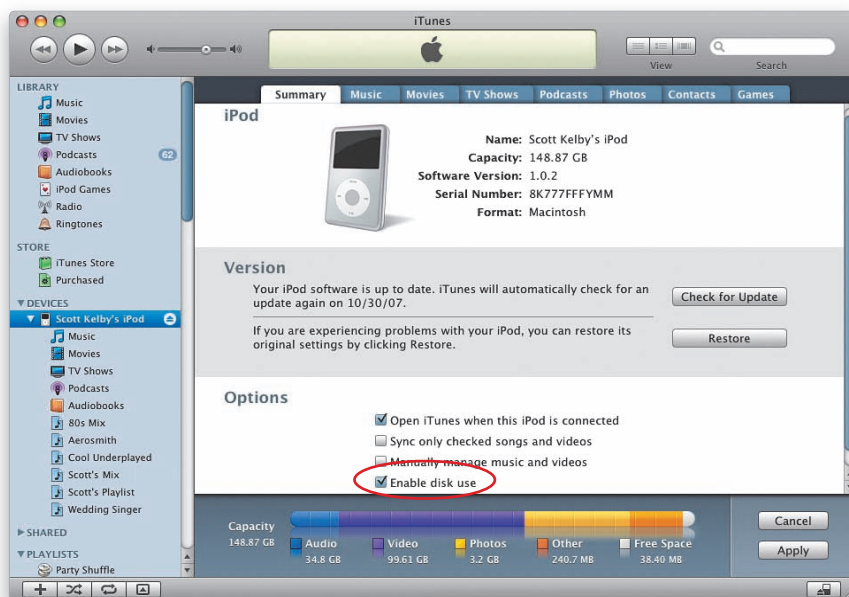 iTunes
View
Search
LIBRARY
Music
Movies
TV Shows
Podcasts 62
Audiobooks
iPod Games
Radio
Ringtones
STORE
iTunes Store
Purchased
DEVICES
Scott Kelby's iPod
Music
Movies
TV Shows
Podcasts
Audiobooks
80s Mix
Aerosmith
Cool Underplayed
Scott's Mix
Scott's Playlist
Wedding Singer
SHARED
PLAYLISTS
Party Shuffle
Summary Music Movies TV Shows Podcasts Photos Contacts Games
iPod
Name: Scott Kelby's iPod
Capacity: 148.87 GB
Software Version: 1.0.2
Serial Number: 8K777FFFYMM
Format: Macintosh
Version
Your iPod software is up to date. iTunes will automatically check for an
update again on 10/30/07.
Check for Update
If you are experiencing problems with your iPod, you can restore its
original settings by clicking Restore.
Restore
Options
Open iTunes when this iPod is connected
Sync only checked songs and videos
Manually manage music and videos
Enable disk use
Capacity
148.87 GB
Audio
34.8 GB
Video
99.61 GB
Photos
3.2 GB
Other
240.7 MB
Free Space
38.40 MB
Cancel
Apply